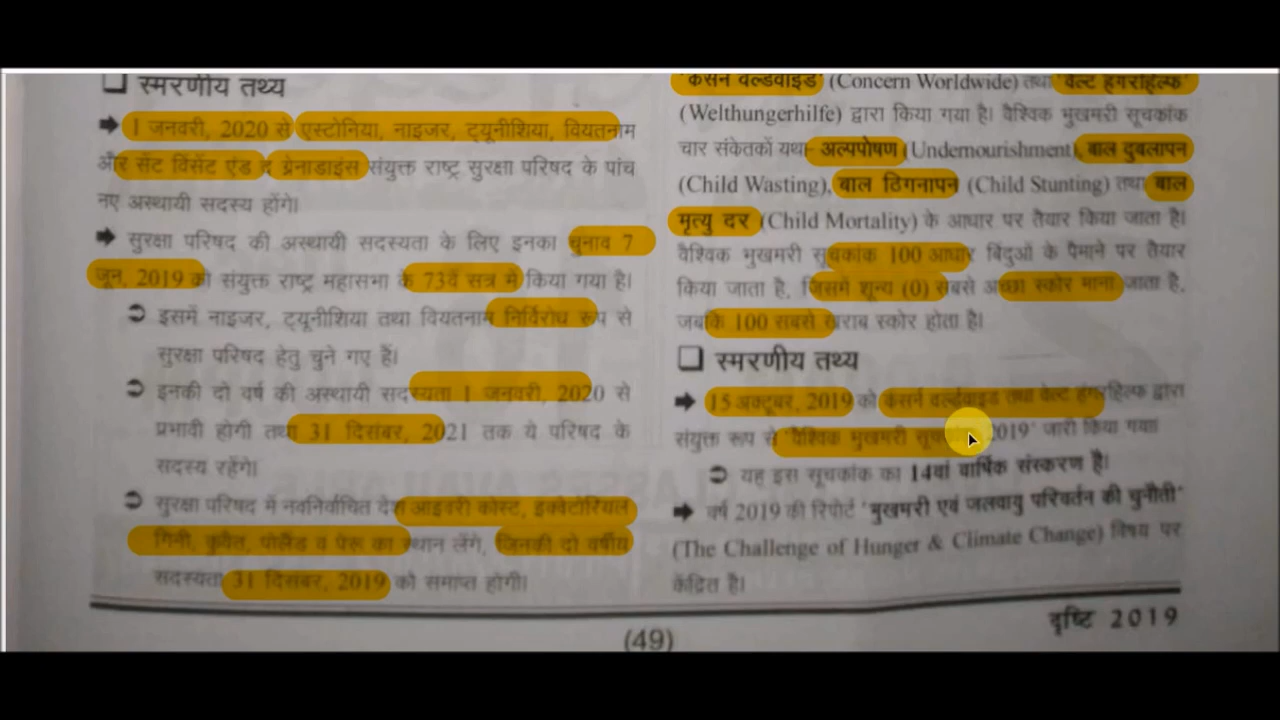 ❑ स्मरणीय तथ्य
➡ 1 जनवरी, 2020 से एस्टोनिया, नाइजर, ट्यूनीशिया, वियतनाम
और सेंट विंसेंट एंड द ग्रेनाडाइंस संयुक्त राष्ट्र सुरक्षा परिषद के पांच
नए अस्थायी सदस्य होंगे।
➡ सुरक्षा परिषद की अस्थायी सदस्यता के लिए इनका चुनाव 7
जून, 2019 को संयुक्त राष्ट्र महासभा के 73वें सत्र में किया गया है।
➲ इसमें नाइजर, ट्यूनीशिया तथा वियतनाम निर्विरोध रूप से
सुरक्षा परिषद हेतु चुने गए हैं।
➲ इनकी दो वर्ष की अस्थायी सदस्यता 1 जनवरी, 2020 से
प्रभावी होगी तथा 31 दिसंबर, 2021 तक ये परिषद के
सदस्य रहेंगे।
➲ सुरक्षा परिषद में नवनिर्वाचित देश आइवरी कोस्ट, इक्वेटोरियल
गिनी, कुवैत, पोलैंड व पेरू का स्थान लेंगे, जिनकी दो वर्षीय
सदस्यता 31 दिसंबर, 2019 को समाप्त होगी।
'कंसर्न वर्ल्डवाइड' (Concern Worldwide) तथा 'वेल्ट हंगरहिल्फ'
(Welthungerhilfe) द्वारा किया गया है। वैश्विक भुखमरी सूचकांक
चार संकेतकों यथा- अल्पपोषण (Undernourishment), बाल दुबलापन
(Child Wasting), बाल ठिगनापन (Child Stunting) तथा बाल
मृत्यु दर (Child Mortality) के आधार पर तैयार किया जाता है।
वैश्विक भुखमरी सूचकांक 100 आधार बिंदुओं के पैमाने पर तैयार
किया जाता है, जिसमें शून्य (0) सबसे अच्छा स्कोर माना जाता है,
जबकि 100 सबसे खराब स्कोर होता है।
❑ स्मरणीय तथ्य
➡ 15 अक्टूबर, 2019 को कंसर्न वर्ल्डवाइड तथा वेल्ट हंगरहिल्फ द्वारा
संयुक्त रूप से 'वैश्विक भुखमरी 2019' जारी किया गया
➲ यह इस सूचकांक का 14वां वार्षिक संस्करण है।
➡ वर्ष 2019 की रिपोर्ट 'भुखमरी एवं जलवायु परिवर्तन की चुनौती'
(The Challenge of Hunger & Climate Change) विषय पर
केंद्रित है।
दृष्टि 2019
(49)